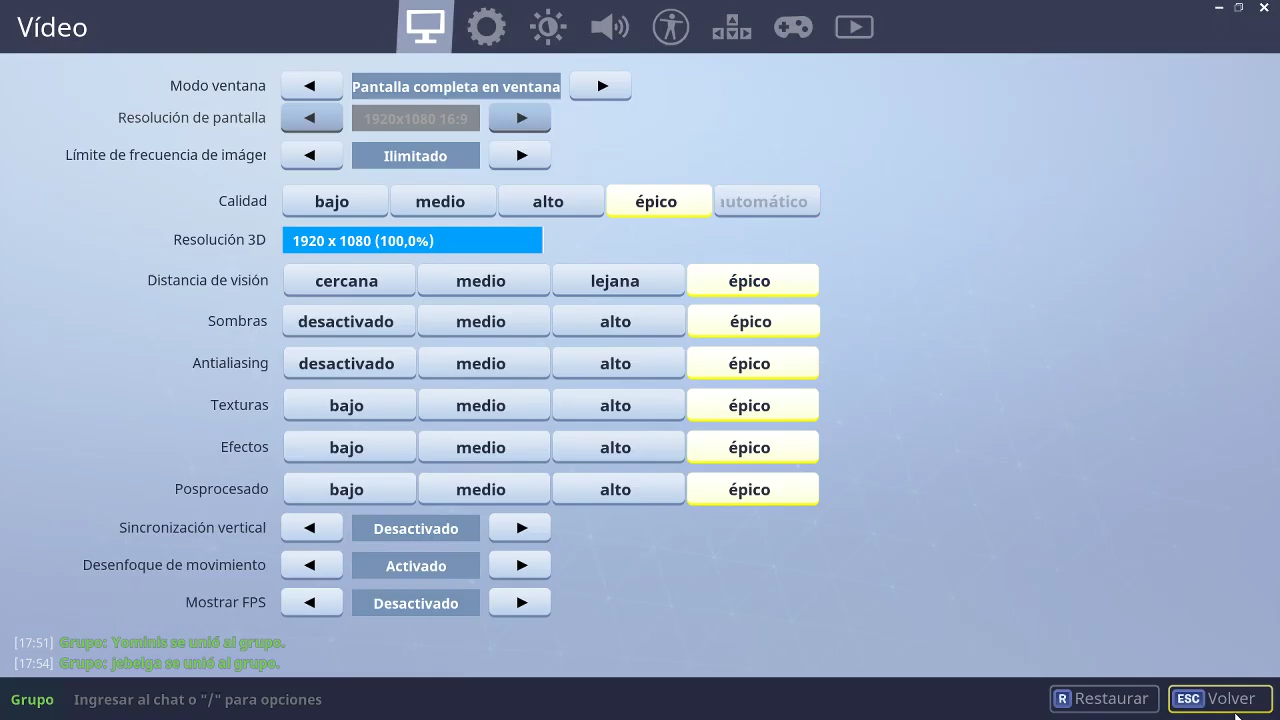 Vídeo
Modo ventana ◄ Pantalla completa en ventana ►
Resolución de pantalla ◄ 1920x1080 16:9 ►
Límite de frecuencia de imáger ◄ Ilimitado ►
Calidad bajo medio alto épico automático
Resolución 3D 1920 x 1080 (100,0%)
Distancia de visión cercana medio lejana épico
Sombras desactivado medio alto épico
Antialiasing desactivado medio alto épico
Texturas bajo medio alto épico
Efectos bajo medio alto épico
Posprocesado bajo medio alto épico
Sincronización vertical ◄ Desactivado ►
Desenfoque de movimiento ◄ Activado ►
Mostrar FPS ◄ Desactivado ►
[17:51] Grupo: Yominis se unió al grupo.
[17:54] Grupo: jebeiga se unió al grupo.
Grupo Ingresar al chat o "/" para opciones R Restaurar ESC Volver